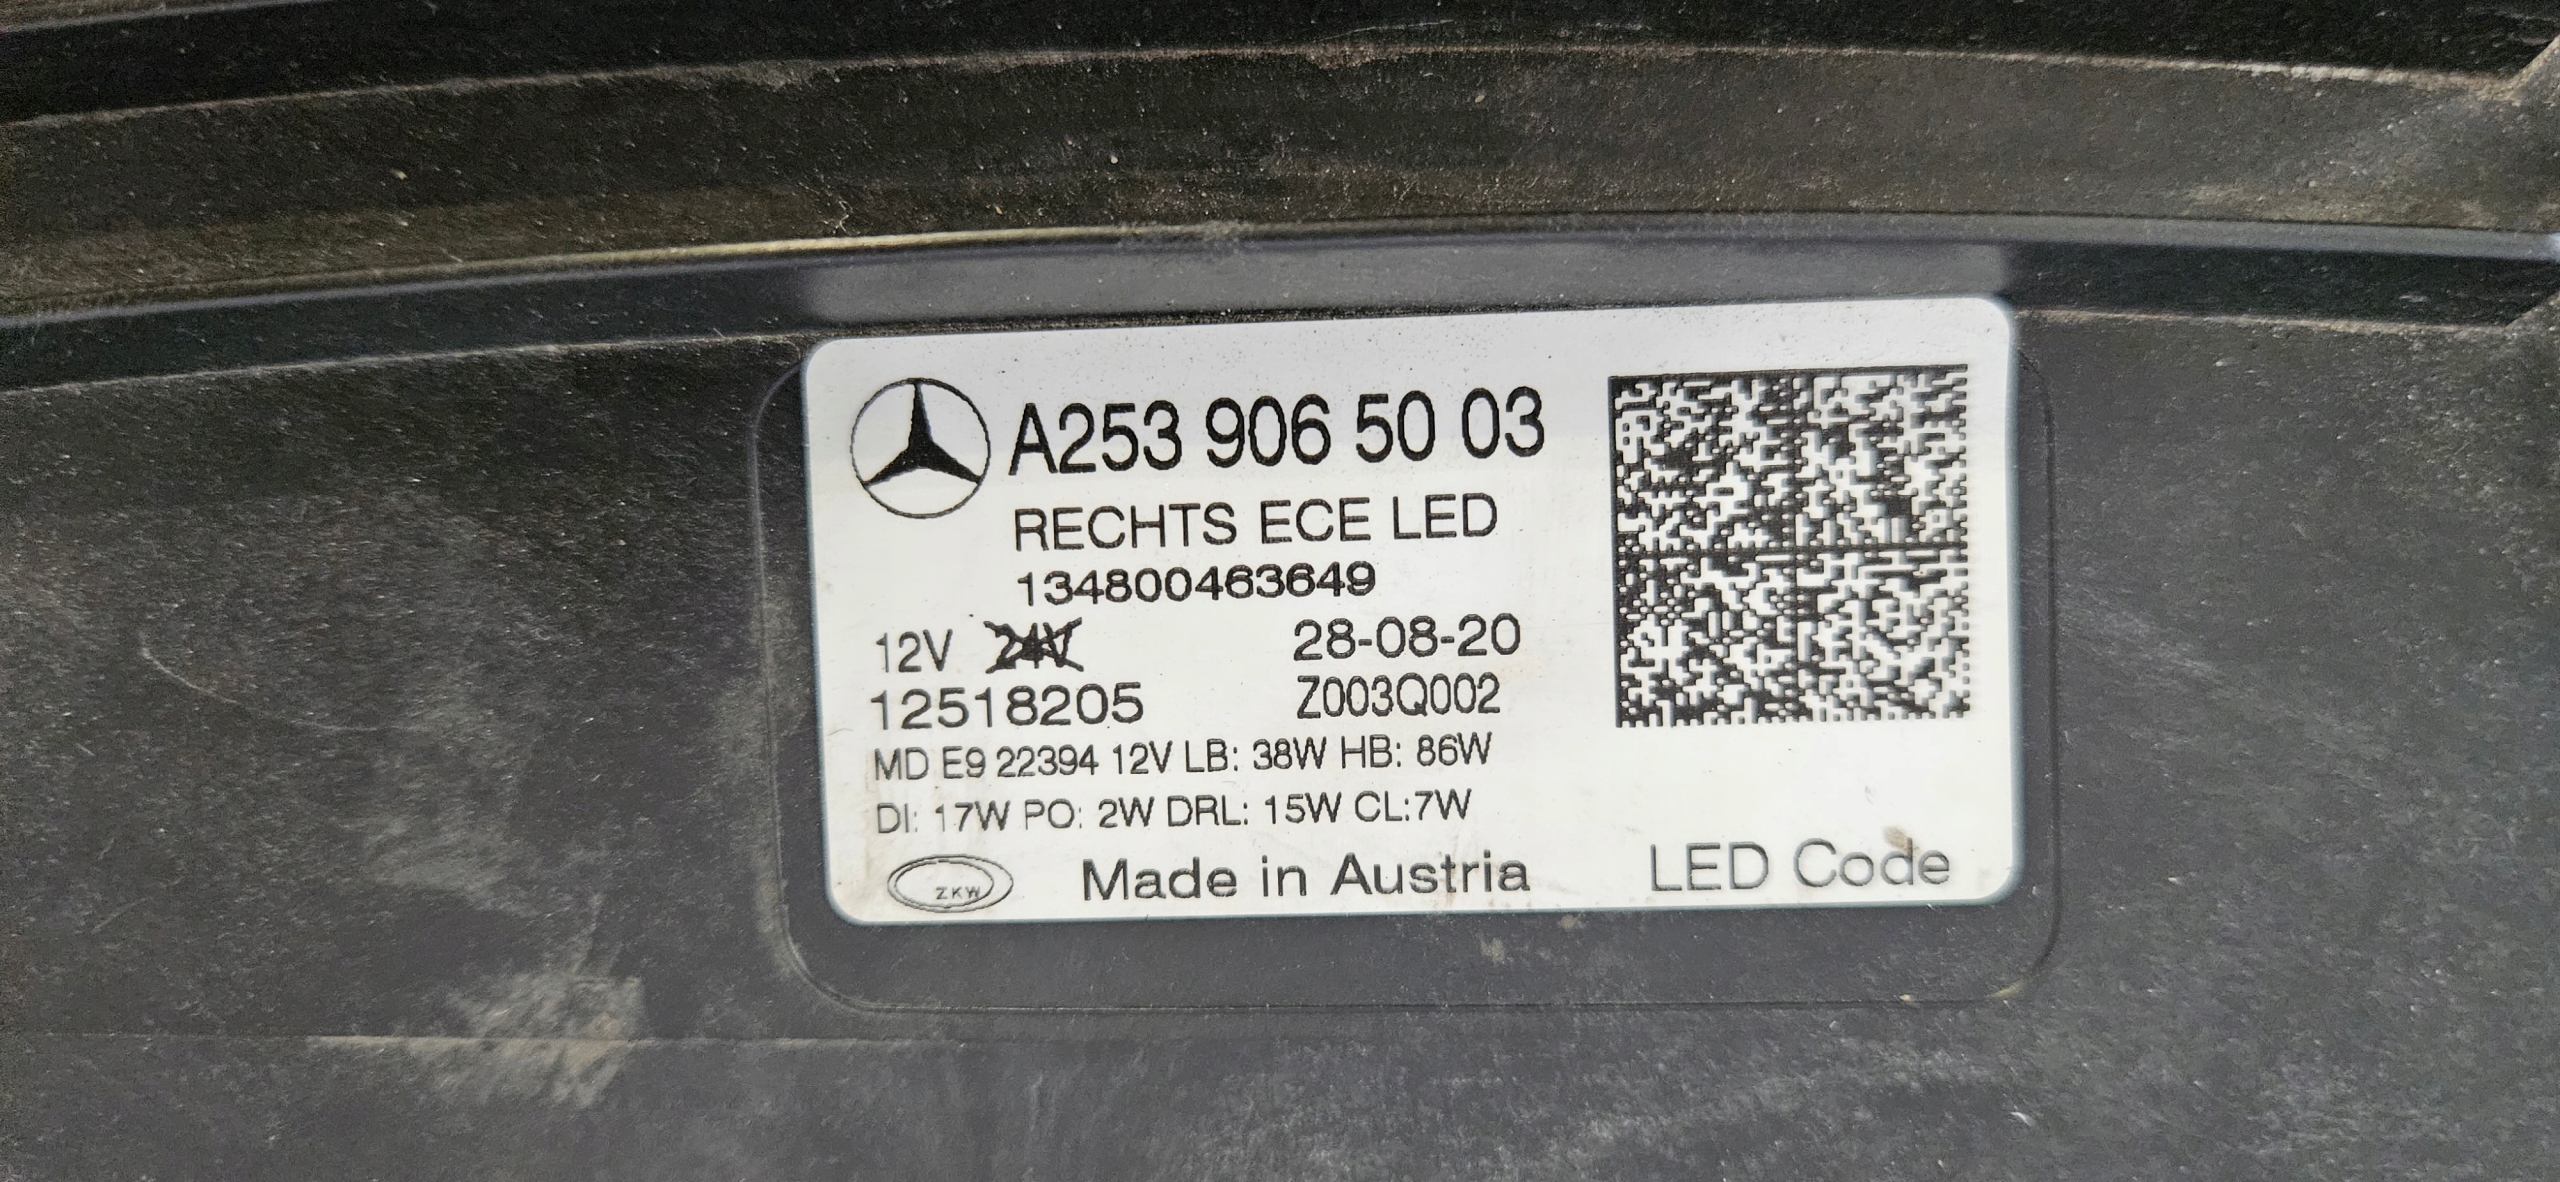 A253 906 50 03
RECHTS ECE LED
134800463649
12V 24V 28-08-20
12518205 Z003Q002
MD E9 22394 12V LB: 38W HB: 86W
DI: 17W PO: 2W DRL: 15W CL:7W
ZKW Made in Austria LED Code